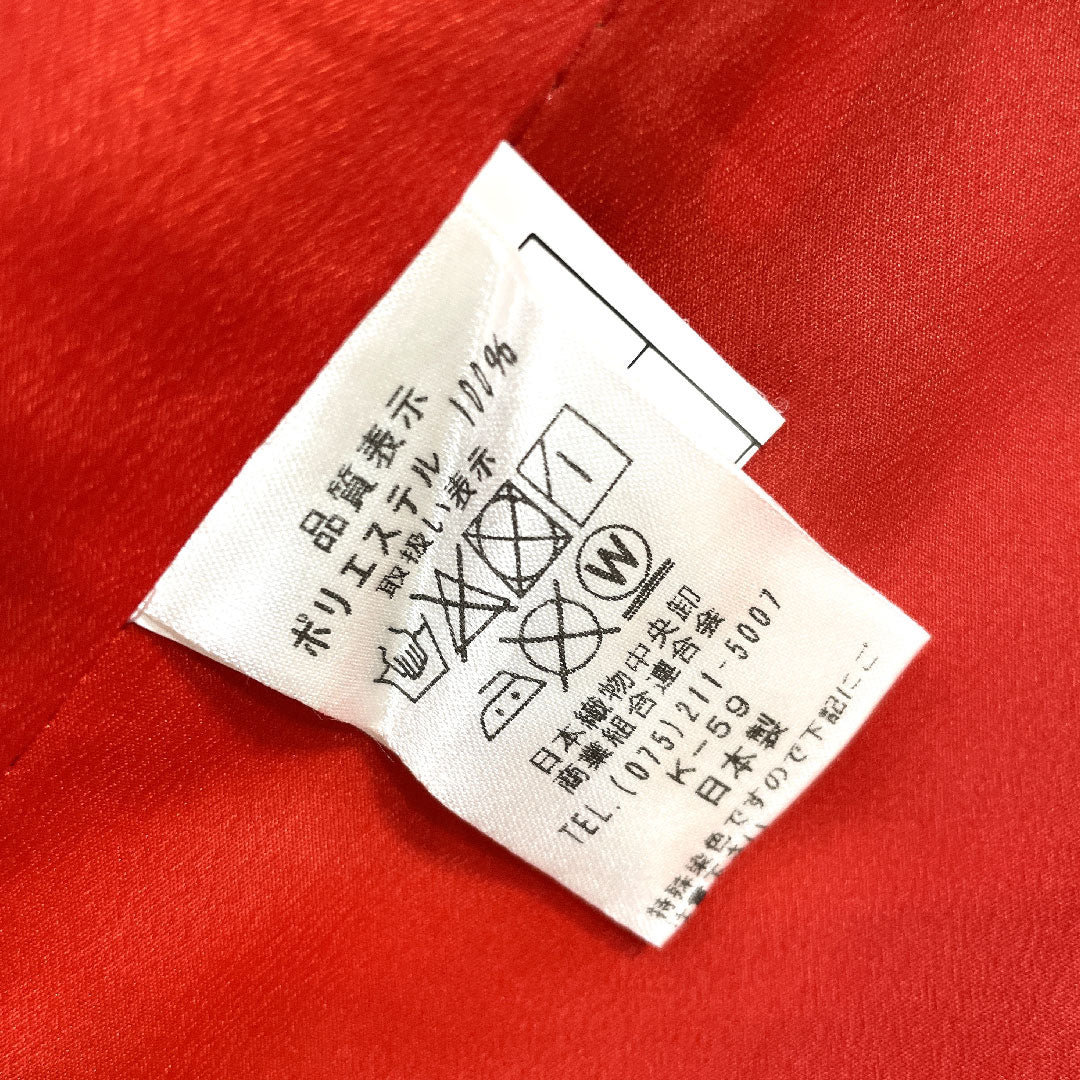 品質表示
ポリエステル 100%
取扱い表示
W
日本織物中央卸
商業組合連合会
TEL.(075)211-5007
K-59
日本製
特殊染色ですので下記にご